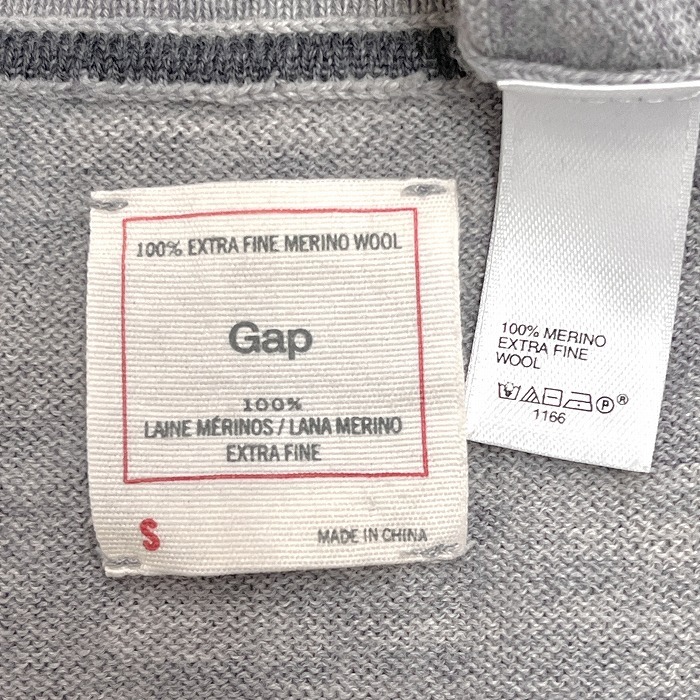 100% EXTRA FINE MERINO WOOL
Gap
100%
LAINE MÉRINOS / LANA MERINO
EXTRA FINE
S
MADE IN CHINA
100% MERINO
EXTRA FINE
WOOL
P ®
1166